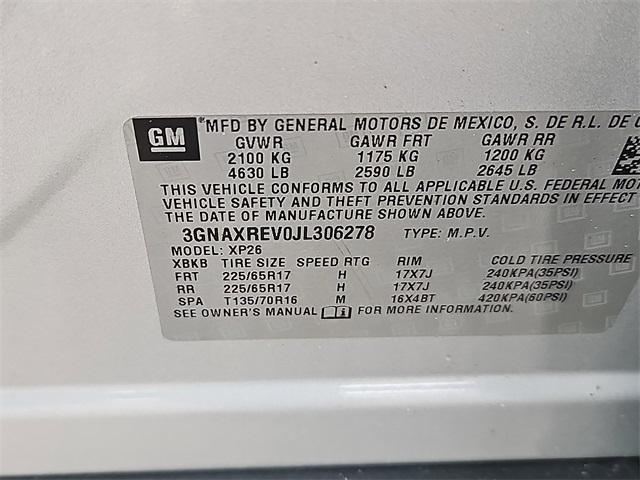 GM
MFD BY GENERAL MOTORS DE MEXICO, S. DE R.L. DE C
GVWR GAWR FRT GAWR RR
2100 KG 1175 KG 1200 KG
4630 LB 2590 LB 2645 LB
THIS VEHICLE CONFORMS TO ALL APPLICABLE U.S. FEDERAL MOTOR
VEHICLE SAFETY AND THEFT PREVENTION STANDARDS IN EFFECT
THE DATE OF MANUFACTURE SHOWN ABOVE.
3GNAXREV0JL306278 TYPE: M.P.V.
MODEL: XP26
XBKB TIRE SIZE SPEED RTG RIM COLD TIRE PRESSURE
FRT 225/65R17 H 17X7J 240KPA(35PSI)
RR 225/65R17 H 17X7J 240KPA(35PSI)
SPA T135/70R16 M 16X4BT 420KPA(60PSI)
SEE OWNER'S MANUAL i FOR MORE INFORMATION.